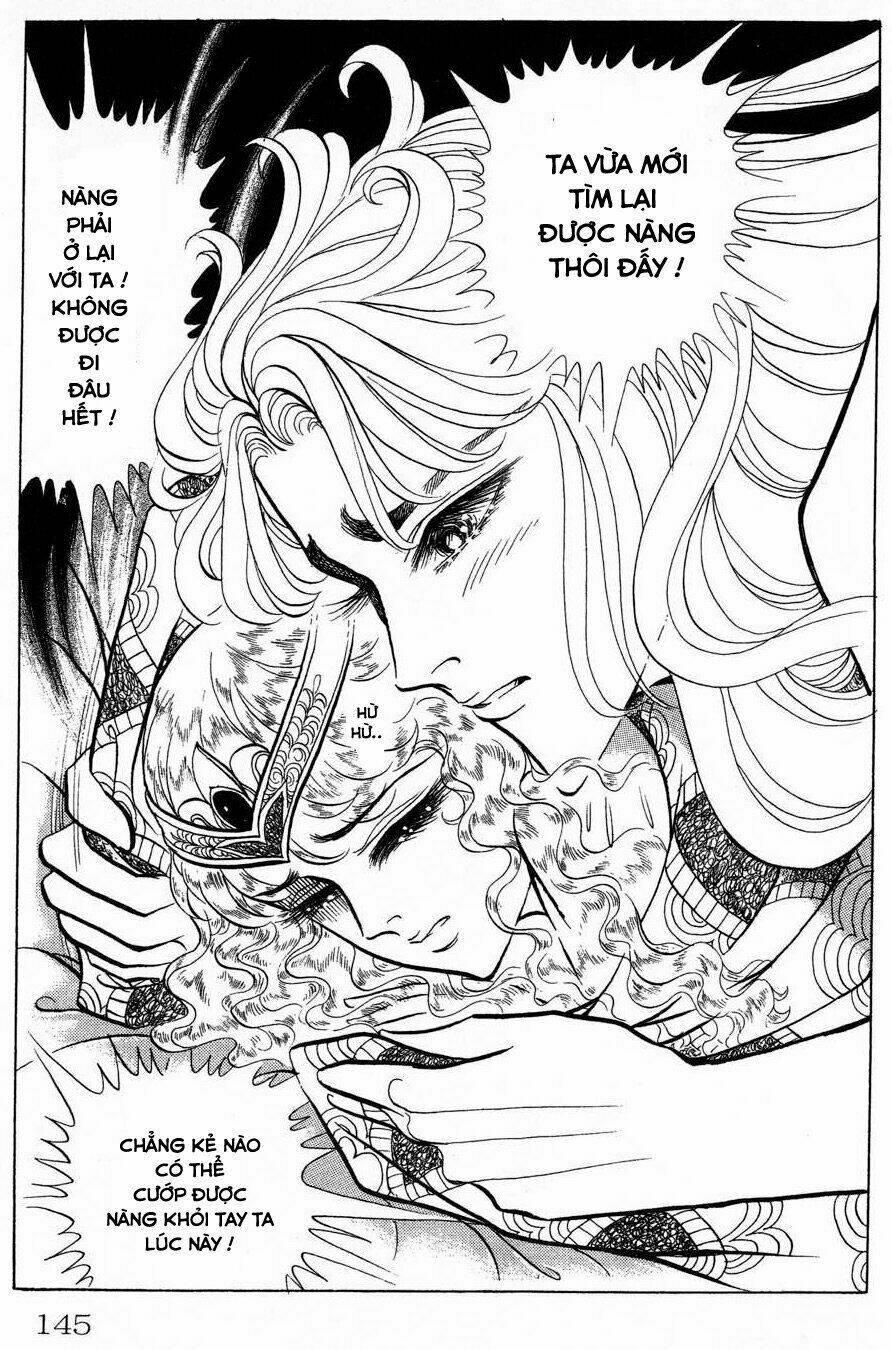 TA VỪA MỚI
TÌM LẠI
ĐƯỢC NÀNG
THÔI ĐẤY !
NÀNG
PHẢI
Ở LẠI
VỚI TA !
KHÔNG
ĐƯỢC
ĐI
ĐÂU
HẾT !
HỪ
HỪ..
CHẲNG KẺ NÀO
CÓ THỂ
CƯỚP ĐƯỢC
NÀNG KHỎI TAY TA
LÚC NÀY !
145